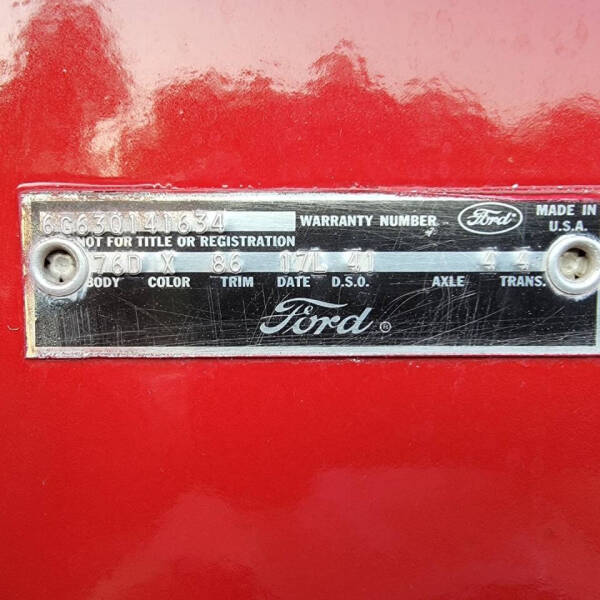 6G63Q141634 WARRANTY NUMBER Ford MADE IN U.S.A.
NOT FOR TITLE OR REGISTRATION
76D X 86 17L 41 4 4
BODY COLOR TRIM DATE D.S.O. AXLE TRANS.
Ford ®